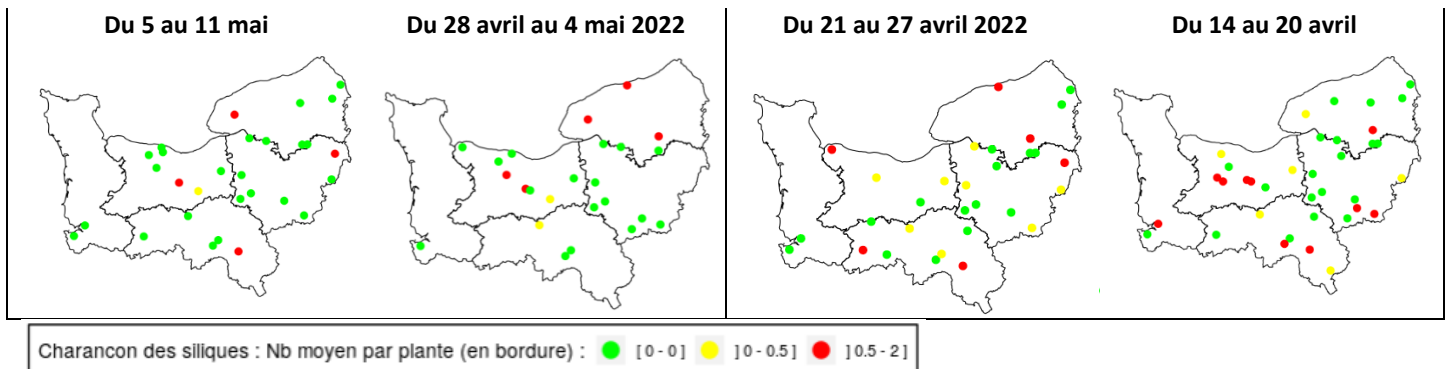 Du 5 au 11 mai
Du 28 avril au 4 mai 2022
Du 21 au 27 avril 2022
Du 14 au 20 avril
Charancon des siliques : Nb moyen par plante (en bordure) : [ 0 - 0 ] ] 0 - 0.5 ] ] 0.5 - 2 ]